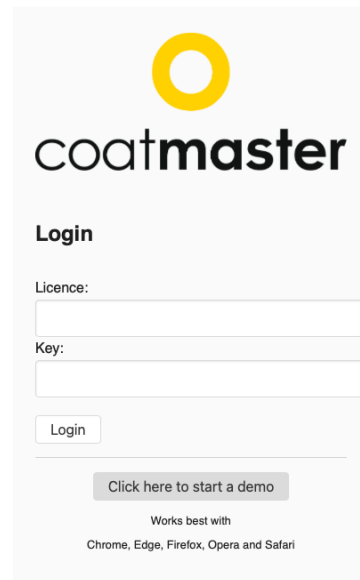 coatmaster
Login
Licence:
Key:
Login
Click here to start a demo
Works best with
Chrome, Edge, Firefox, Opera and Safari